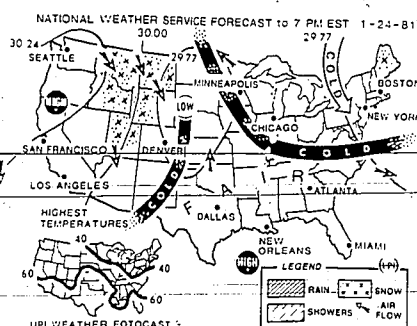 NATIONAL WEATHER SERVICE FORECAST to 7 PM EST 1-24-81
30.24
30.00
29.77
29.77
SEATTLE
COLD
BOSTON
MINNEAPOLIS
HIGH
LOW
NEW YORK
CHICAGO
SAN FRANCISCO
DENVER
COLD
LOS ANGELES
COLD
FAIR
ATLANTA
HIGHEST
TEMPERATURES
DALLAS
NEW
ORLEANS
MIAMI
HIGH
40
40
60
60
LEGEND
UPI
RAIN
SNOW
SHOWERS
AIR
FLOW
UPI WEATHER FOTOCAST